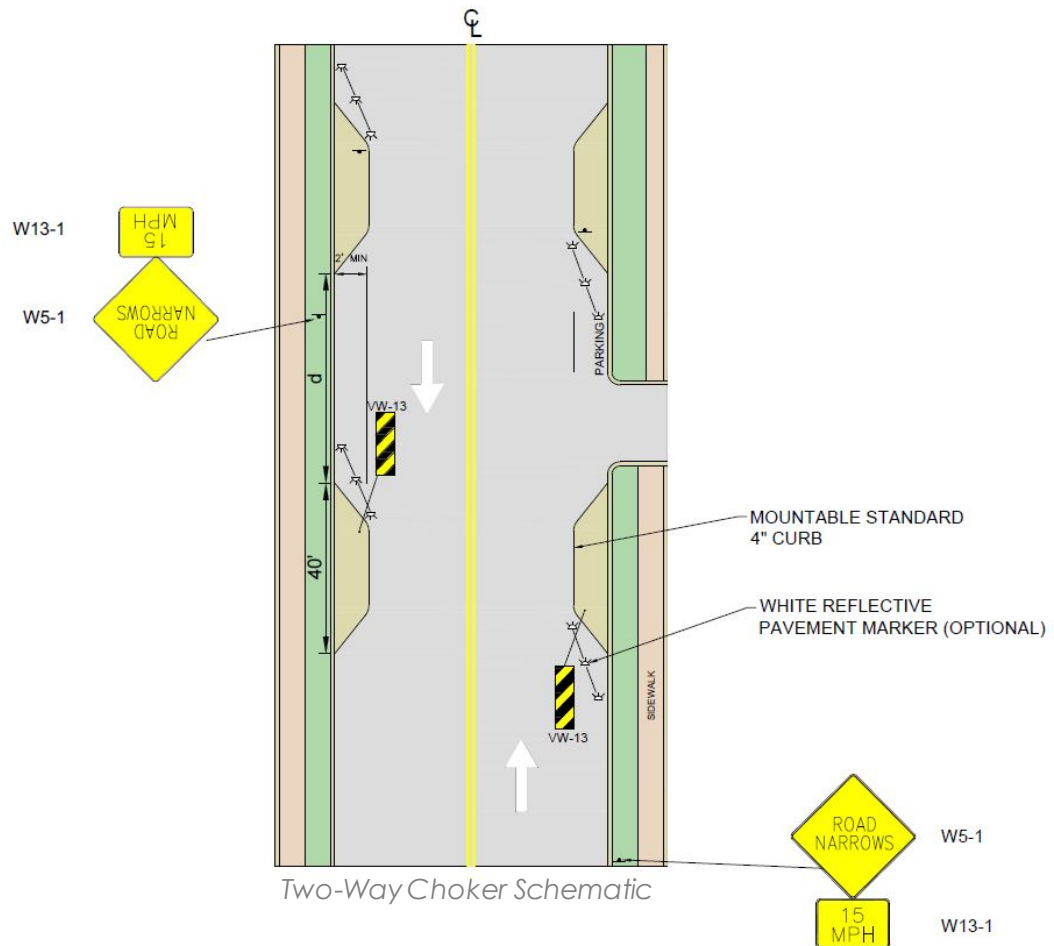 ℄
15
MPH
W13-1
ROAD
NARROWS
W5-1
2' MIN
PARKING
d
VW-13
40'
MOUNTABLE STANDARD
4" CURB
WHITE REFLECTIVE
PAVEMENT MARKER (OPTIONAL)
SIDEWALK
VW-13
ROAD
NARROWS
W5-1
15
MPH
W13-1
Two-Way Choker Schematic